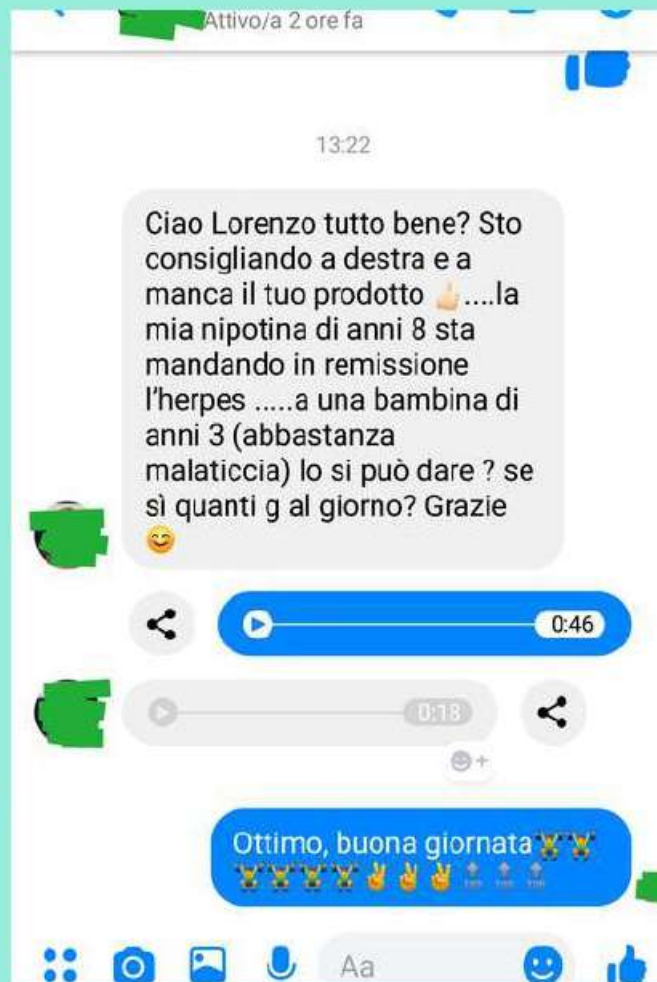 Attivo/a 2 ore fa
13:22
Ciao Lorenzo tutto bene? Sto
consigliando a destra e a
manca il tuo prodotto 👍🏻....la
mia nipotina di anni 8 sta
mandando in remissione
l'herpes .....a una bambina di
anni 3 (abbastanza
malaticcia) lo si può dare ? se
sì quanti g al giorno? Grazie
😊
0:46
0:18
Ottimo, buona giornata🏋️🏋️
🏋️🏋️🏋️🏋️✌️✌️✌️🔝🔝🔝
Aa